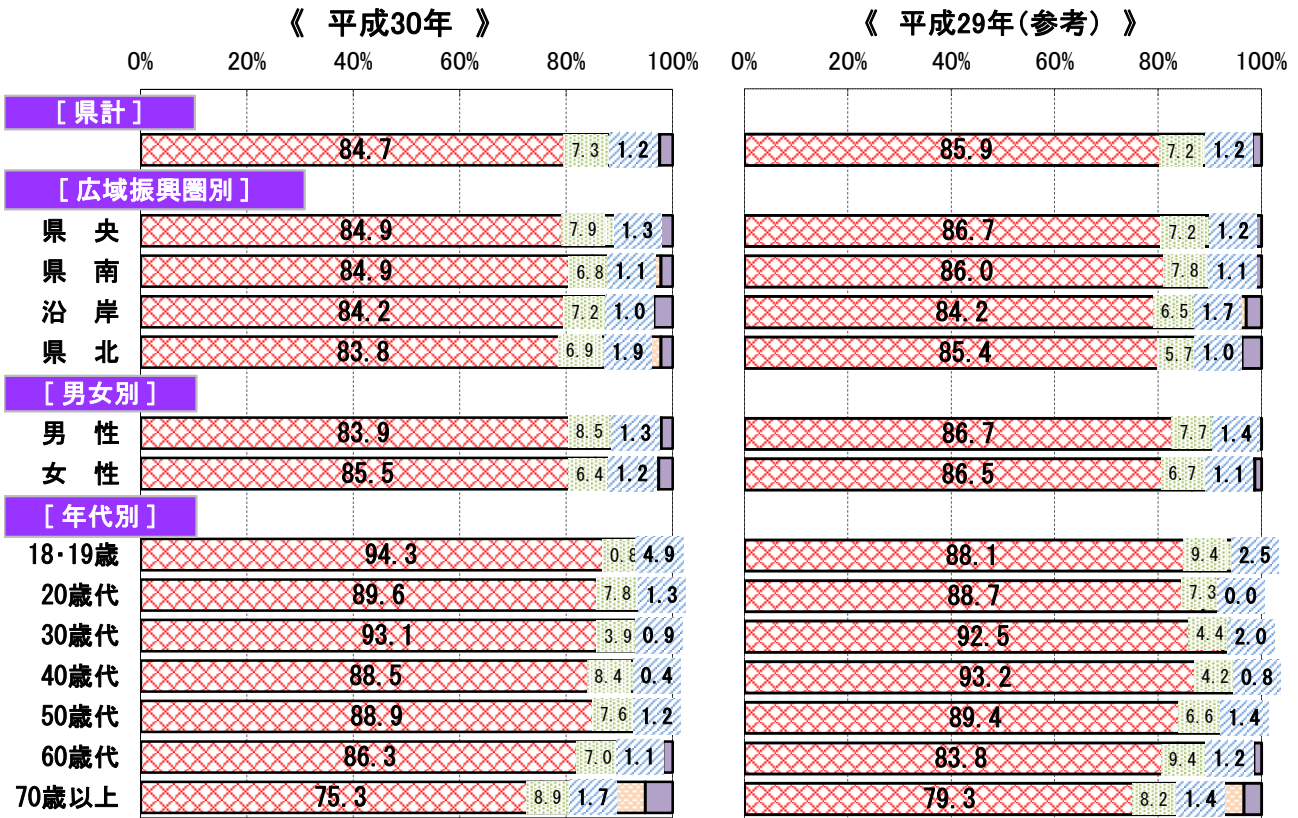 《 平成30年 》 《 平成29年(参考) 》
0% 20% 40% 60% 80% 100% 0% 20% 40% 60% 80% 100%
[ 県計 ]
84.7 7.3 1.2 85.9 7.2 1.2
[ 広域振興圏別 ]
県 央 84.9 7.9 1.3 86.7 7.2 1.2
県 南 84.9 6.8 1.1 86.0 7.8 1.1
沿 岸 84.2 7.2 1.0 84.2 6.5 1.7
県 北 83.8 6.9 1.9 85.4 5.7 1.0
[ 男女別 ]
男 性 83.9 8.5 1.3 86.7 7.7 1.4
女 性 85.5 6.4 1.2 86.5 6.7 1.1
[ 年代別 ]
18・19歳 94.3 0.8 4.9 88.1 9.4 2.5
20歳代 89.6 7.8 1.3 88.7 7.3 0.0
30歳代 93.1 3.9 0.9 92.5 4.4 2.0
40歳代 88.5 8.4 0.4 93.2 4.2 0.8
50歳代 88.9 7.6 1.2 89.4 6.6 1.4
60歳代 86.3 7.0 1.1 83.8 9.4 1.2
70歳以上 75.3 8.9 1.7 79.3 8.2 1.4